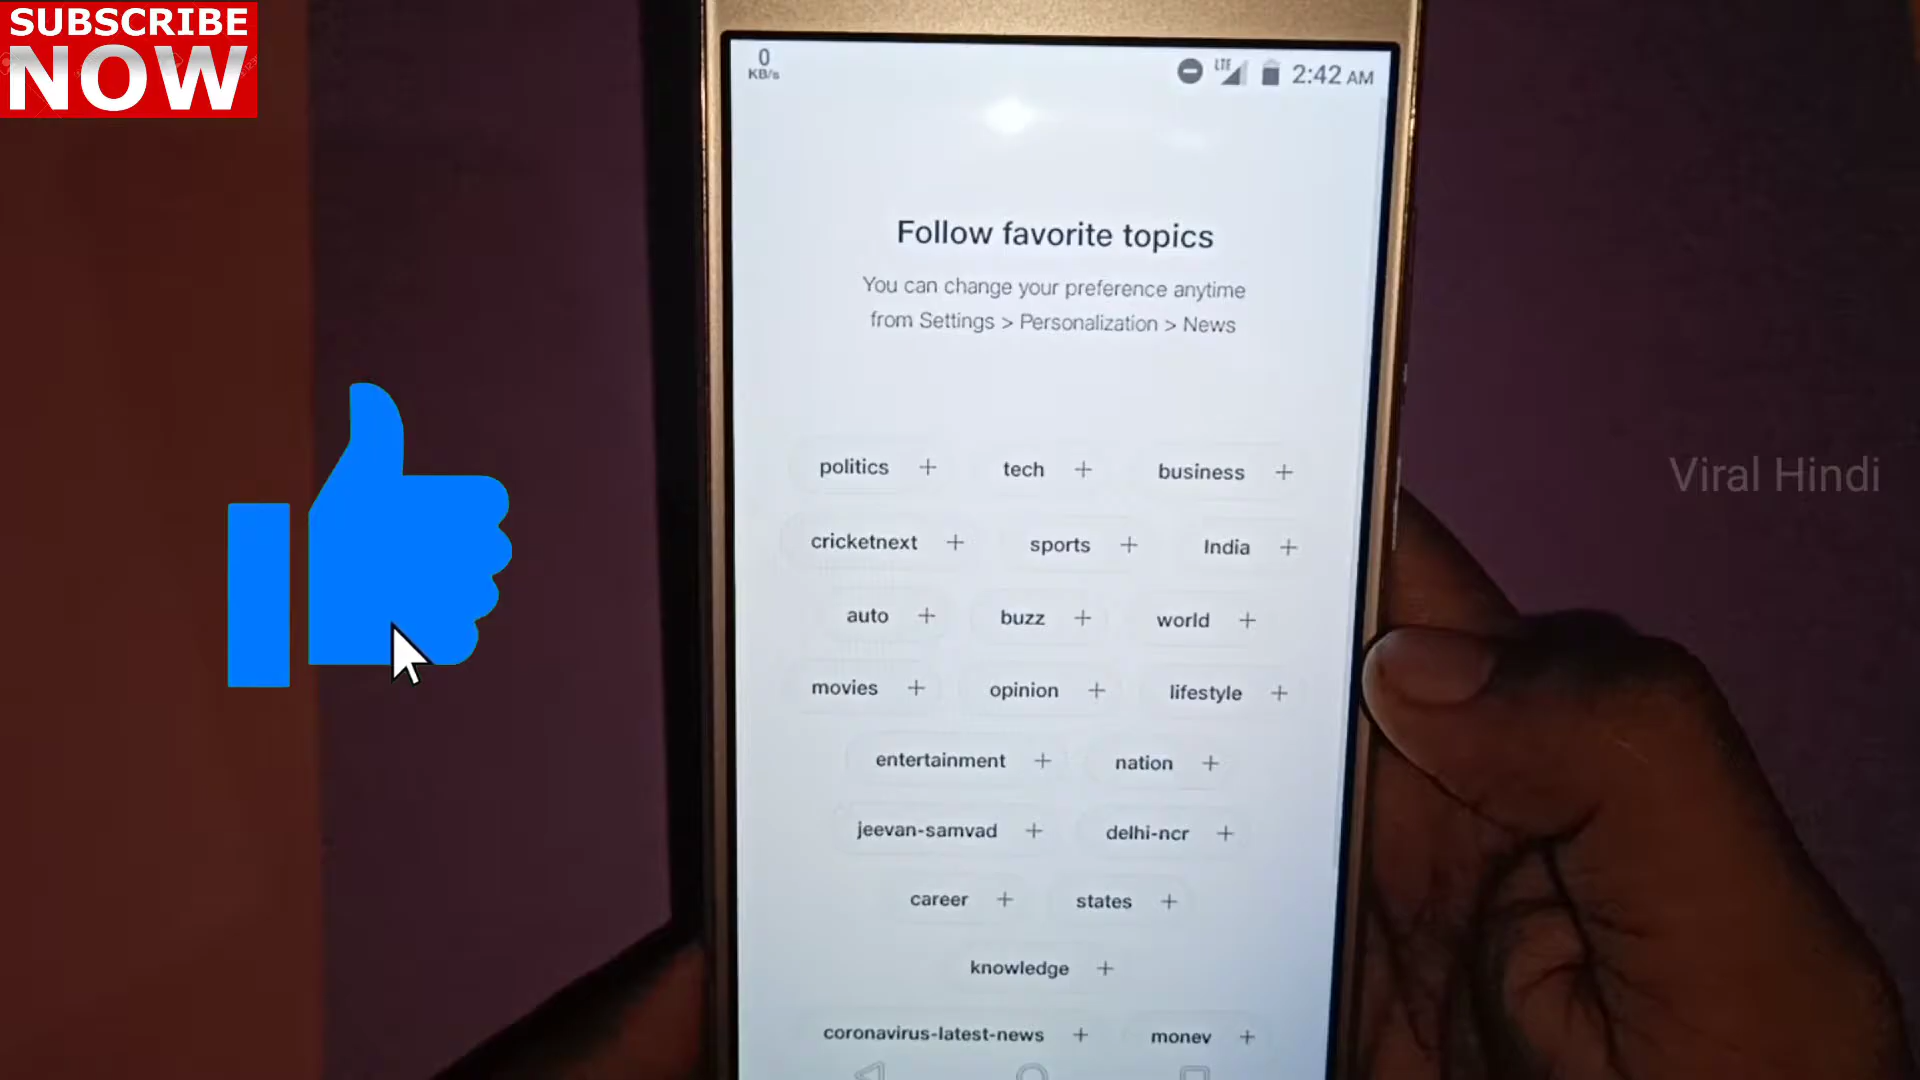 SUBSCRIBE
NOW
0
KB/s
LTE
2:42 AM
Follow favorite topics
You can change your preference anytime
from Settings > Personalization > News
politics +
tech +
business +
cricketnext +
sports +
India +
auto +
buzz +
world +
movies +
opinion +
lifestyle +
entertainment +
nation +
jeevan-samvad +
delhi-ncr +
career +
states +
knowledge +
coronavirus-latest-news +
money +
Viral Hindi